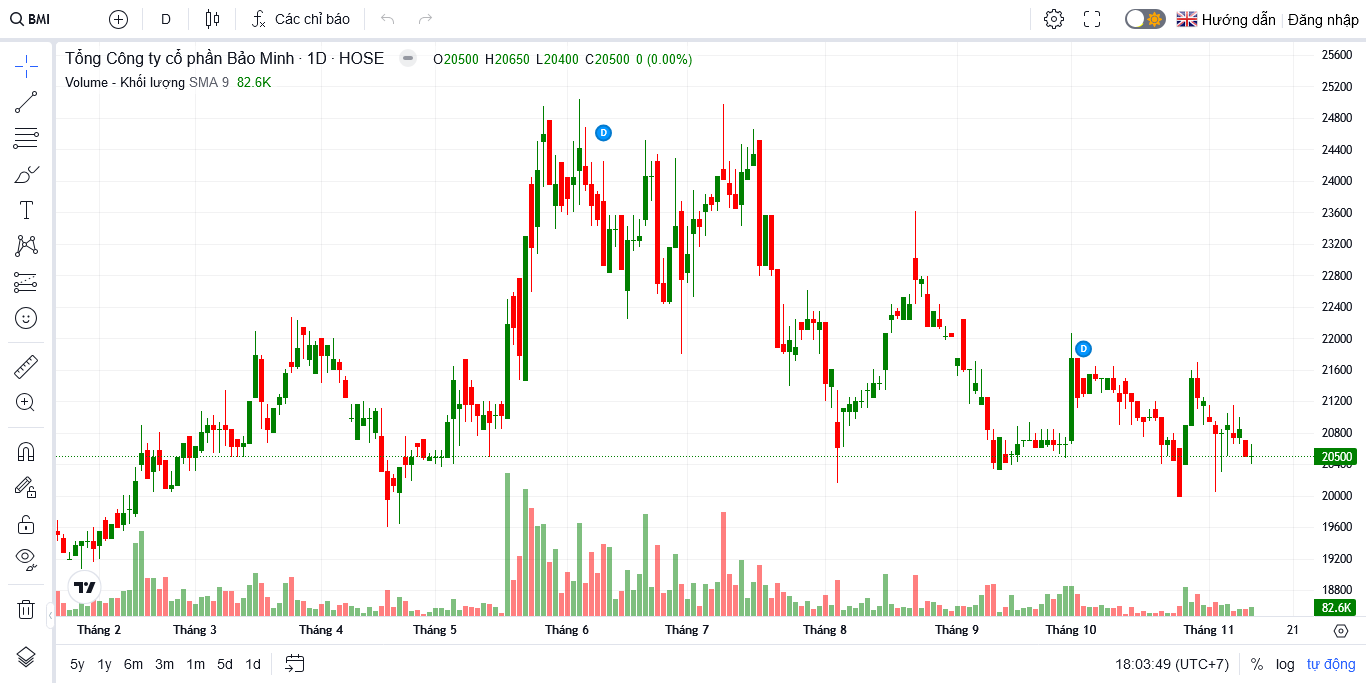 BMI D Các chỉ báo Hướng dẫn Đăng nhập
Tổng Công ty cổ phần Bảo Minh · 1D · HOSE O20500 H20650 L20400 C20500 0 (0.00%)
Volume - Khối lượng SMA 9 82.6K
D
D
25600
25200
24800
24400
24000
23600
23200
22800
22400
22000
21600
21200
20800
20500
20400
20000
19600
19200
18800
82.6K
Tháng 2 Tháng 3 Tháng 4 Tháng 5 Tháng 6 Tháng 7 Tháng 8 Tháng 9 Tháng 10 Tháng 11 21
5y 1y 6m 3m 1m 5d 1d 18:03:49 (UTC+7) % log tự động